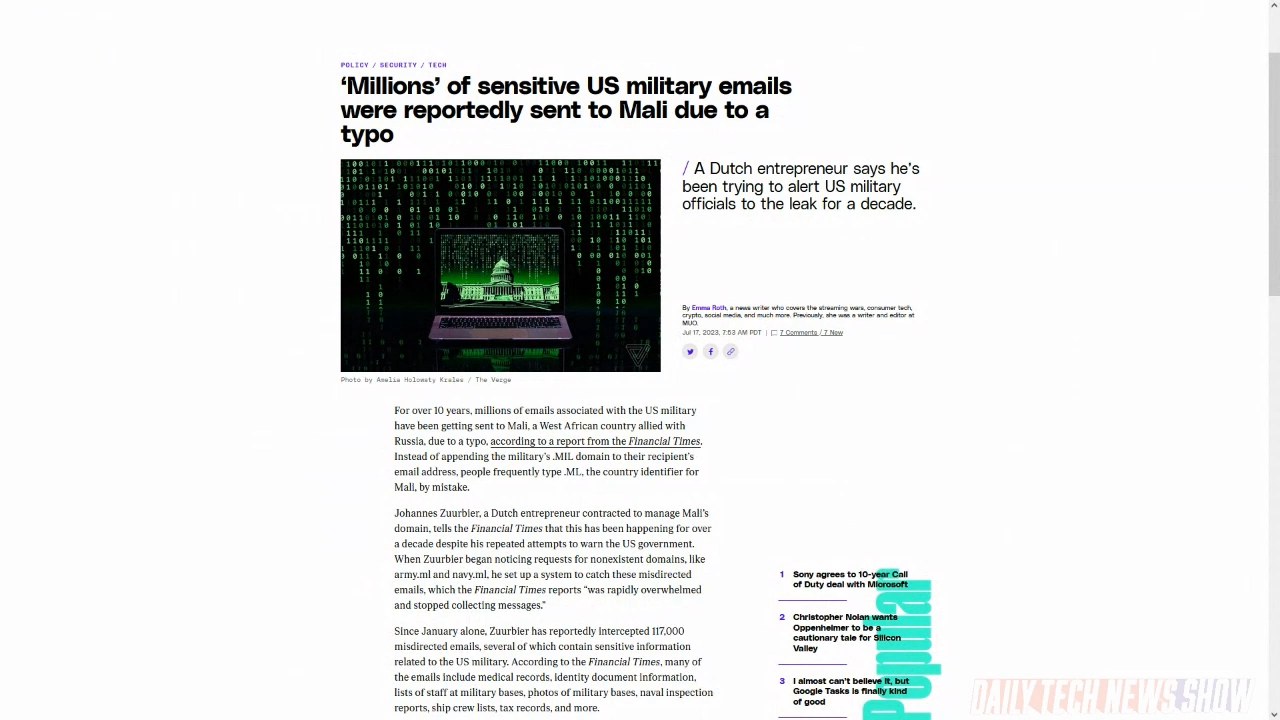 POLICY / SECURITY / TECH
‘Millions’ of sensitive US military emails
were reportedly sent to Mali due to a
typo
/ A Dutch entrepreneur says he’s
been trying to alert US military
officials to the leak for a decade.
By Emma Roth, a news writer who covers the streaming wars, consumer tech,
crypto, social media, and much more. Previously, she was a writer and editor at
MUO.
Jul 17, 2023, 7:53 AM PDT | 7 Comments / 7 New
Photo by Amelia Holowaty Krales / The Verge
For over 10 years, millions of emails associated with the US military
have been getting sent to Mali, a West African country allied with
Russia, due to a typo, according to a report from the Financial Times.
Instead of appending the military’s .MIL domain to their recipient’s
email address, people frequently type .ML, the country identifier for
Mali, by mistake.
Johannes Zuurbier, a Dutch entrepreneur contracted to manage Mali’s
domain, tells the Financial Times that this has been happening for over
a decade despite his repeated attempts to warn the US government.
When Zuurbier began noticing requests for nonexistent domains, like
army.ml and navy.ml, he set up a system to catch these misdirected
emails, which the Financial Times reports “was rapidly overwhelmed
and stopped collecting messages.”
Since January alone, Zuurbier has reportedly intercepted 117,000
misdirected emails, several of which contain sensitive information
related to the US military. According to the Financial Times, many of
the emails include medical records, identity document information,
lists of staff at military bases, photos of military bases, naval inspection
reports, ship crew lists, tax records, and more.
Popular
1 Sony agrees to 10-year Call
of Duty deal with Microsoft
2 Christopher Nolan wants
Oppenheimer to be a
cautionary tale for Silicon
Valley
3 I almost can’t believe it, but
Google Tasks is finally kind
of good
DAILY TECH NEWS SHOW